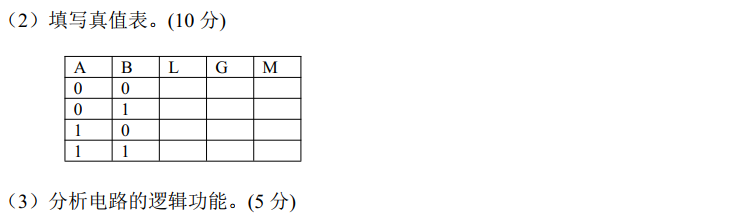 （2）填写真值表。(10 分)
A B L G M
0 0
0 1
1 0
1 1
（3）分析电路的逻辑功能。(5 分)